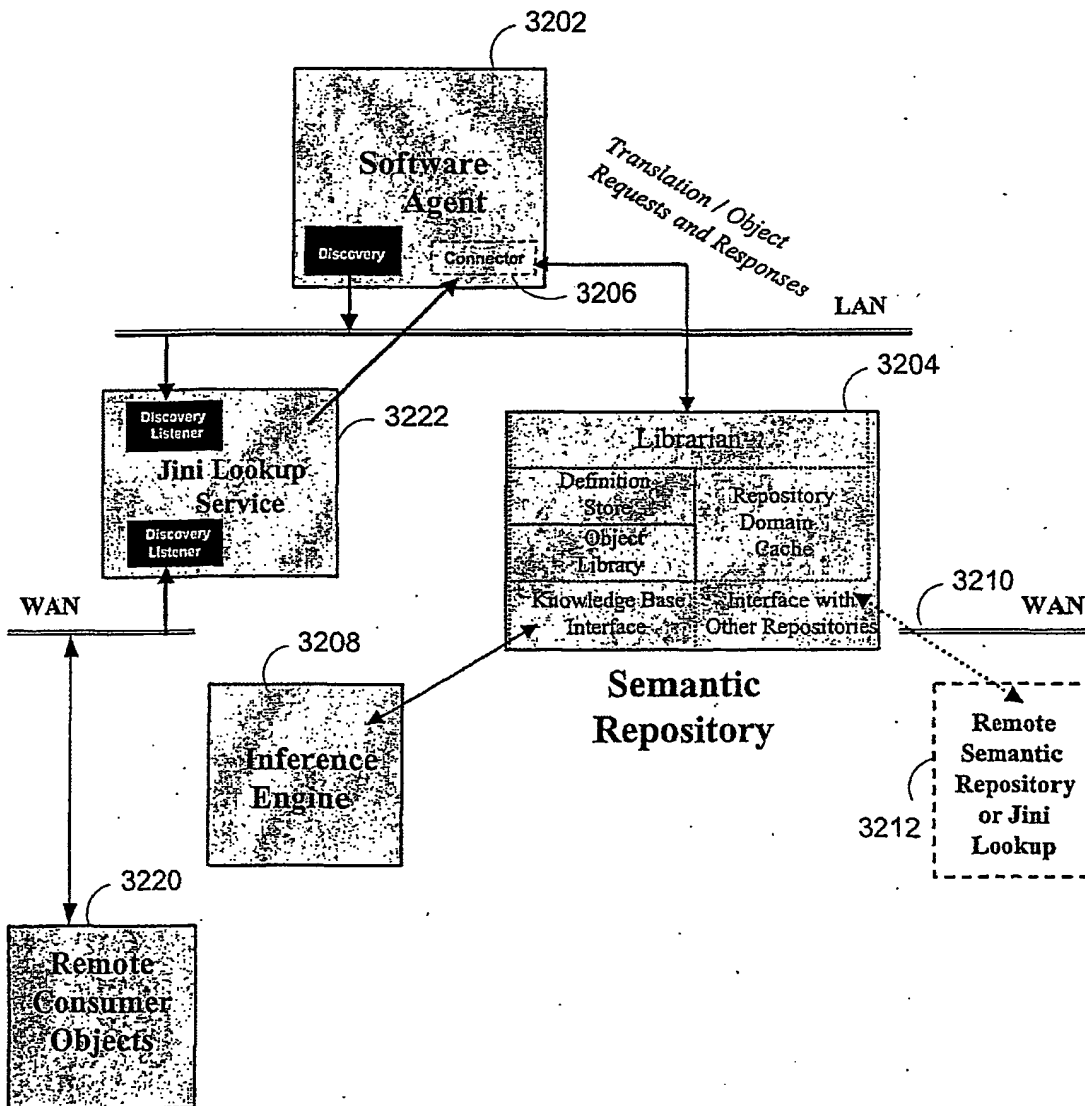 3202
Software
Agent
Discovery
Connector
3206
Translation / Object
Requests and Responses
LAN
3204
Discovery
Listener
Jini Lookup
Service
Discovery
Listener
3222
Librarian
Definition
Store
Object
Library
Repository
Domain
Cache
Knowledge Base
Interface
Interface with
Other Repositories
Semantic
Repository
WAN
3210
WAN
3208
Inference
Engine
Remote
Semantic
Repository
or Jini
Lookup
3212
3220
Remote
Consumer
Objects